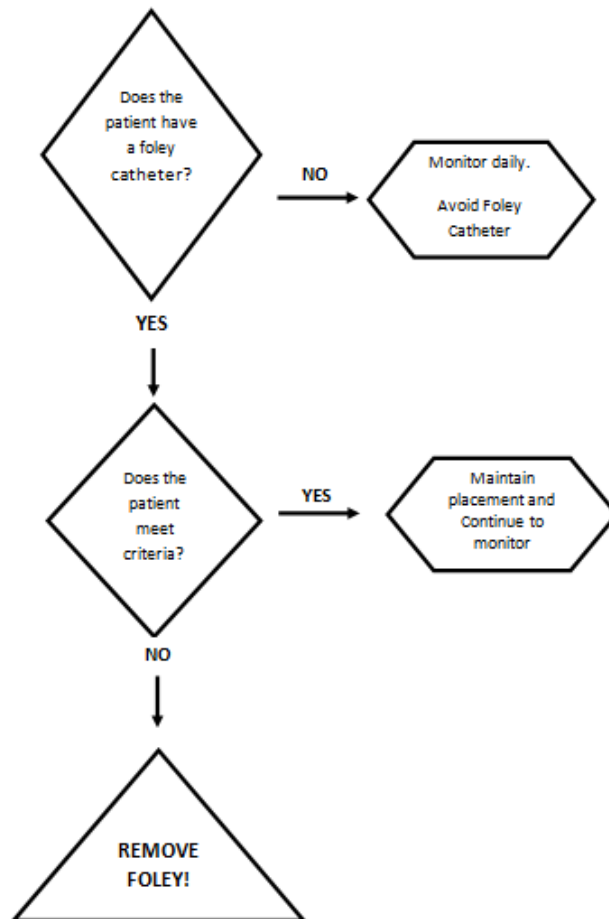 Does the
patient have
a foley
catheter?
NO
Monitor daily.
Avoid Foley
Catheter
YES
Does the
patient
meet
criteria?
YES
Maintain
placement and
Continue to
monitor
NO
REMOVE
FOLEY!